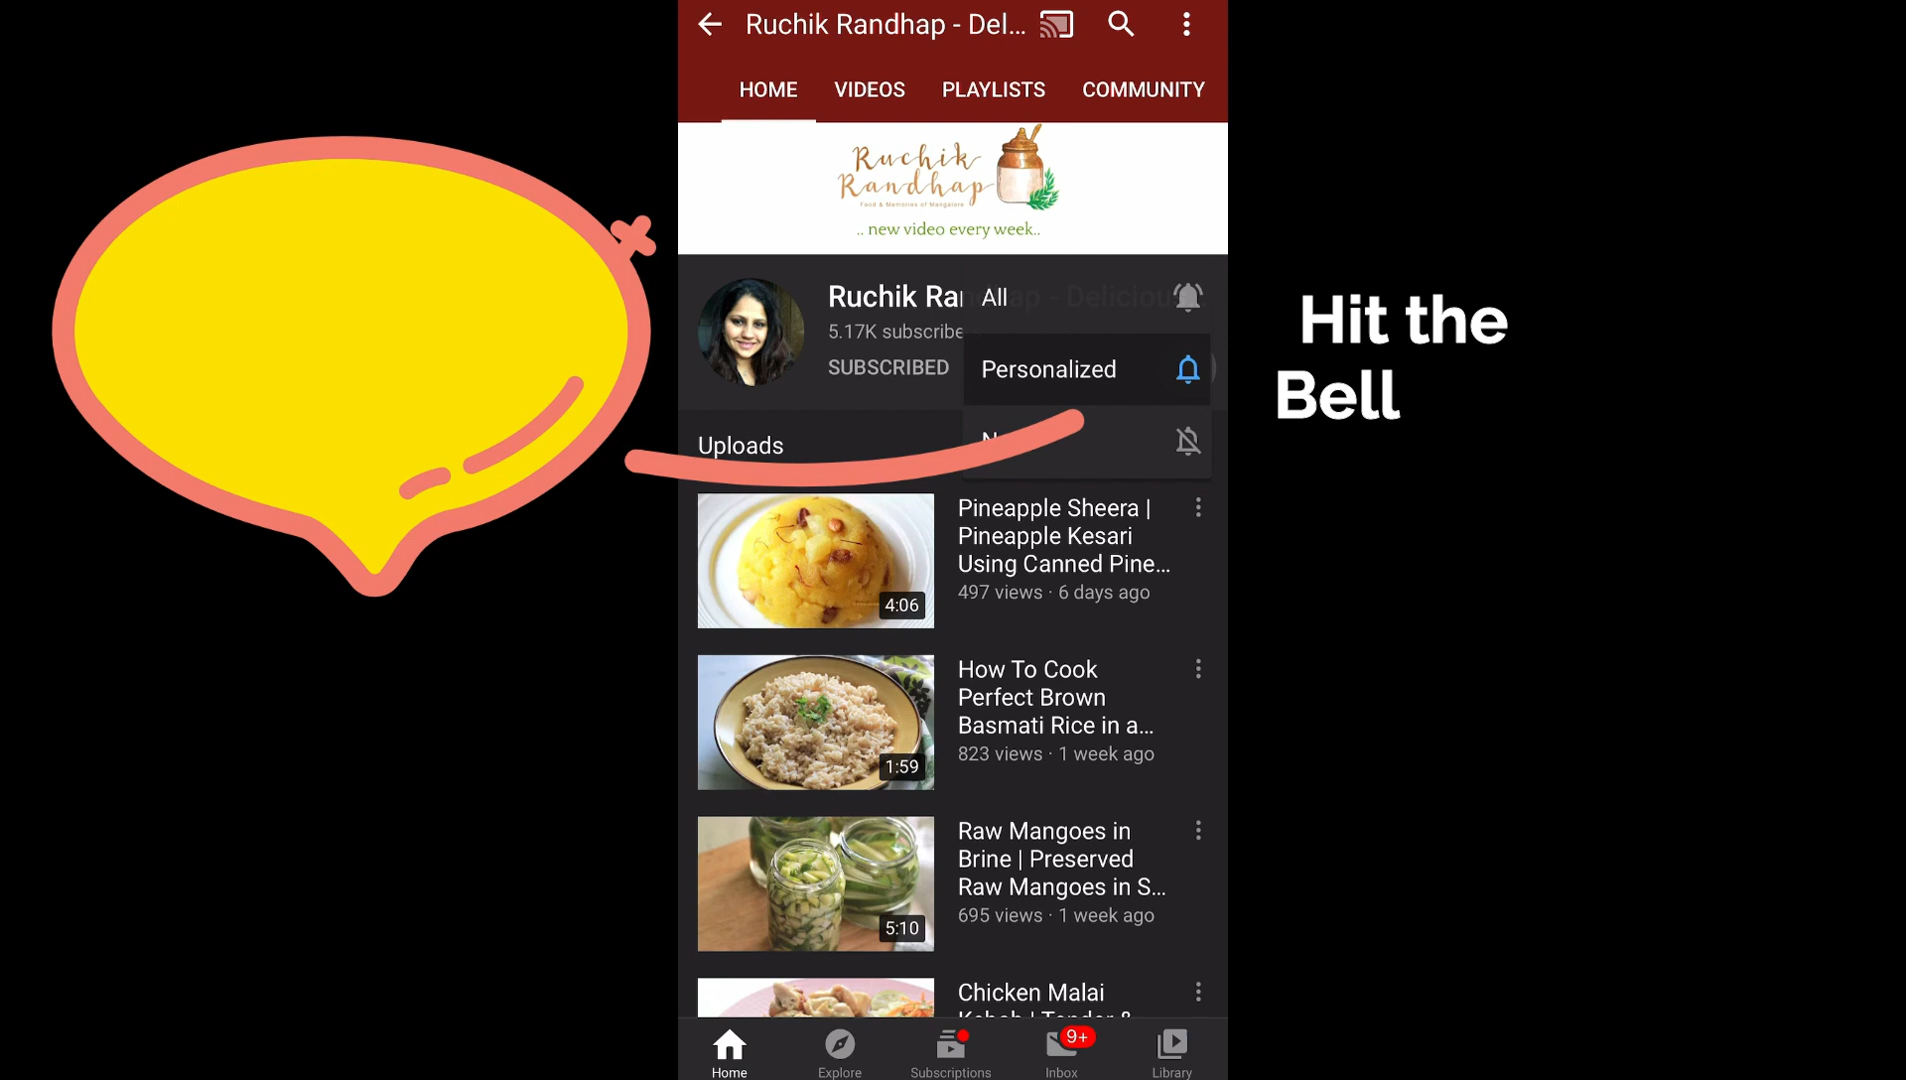 Ruchik Randhap - Del...
HOME VIDEOS PLAYLISTS COMMUNITY
Ruchik
Randhap
Food & Memories of Mangalore
.. new video every week..
Ruchik Ra
5.17K subscribe
SUBSCRIBED
All
Personalized
Uploads
Pineapple Sheera |
Pineapple Kesari
Using Canned Pine...
497 views · 6 days ago
4:06
How To Cook
Perfect Brown
Basmati Rice in a...
823 views · 1 week ago
1:59
Raw Mangoes in
Brine | Preserved
Raw Mangoes in S...
695 views · 1 week ago
5:10
Chicken Malai
Home Explore Subscriptions Inbox Library
9+
Hit the
Bell